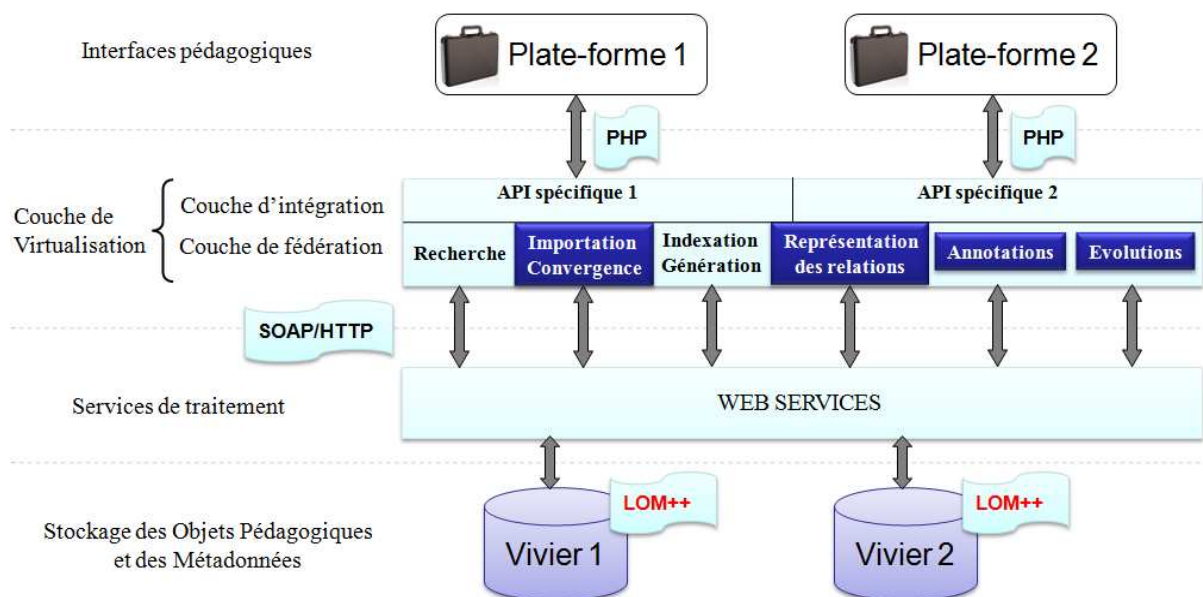 Interfaces pédagogiques
Plate-forme 1
Plate-forme 2
PHP
PHP
Couche de
Virtualisation
Couche d'intégration
Couche de fédération
API spécifique 1
API spécifique 2
Recherche
Importation
Convergence
Indexation
Génération
Représentation
des relations
Annotations
Evolutions
SOAP/HTTP
Services de traitement
WEB SERVICES
Stockage des Objets Pédagogiques
et des Métadonnées
LOM++
Vivier 1
LOM++
Vivier 2